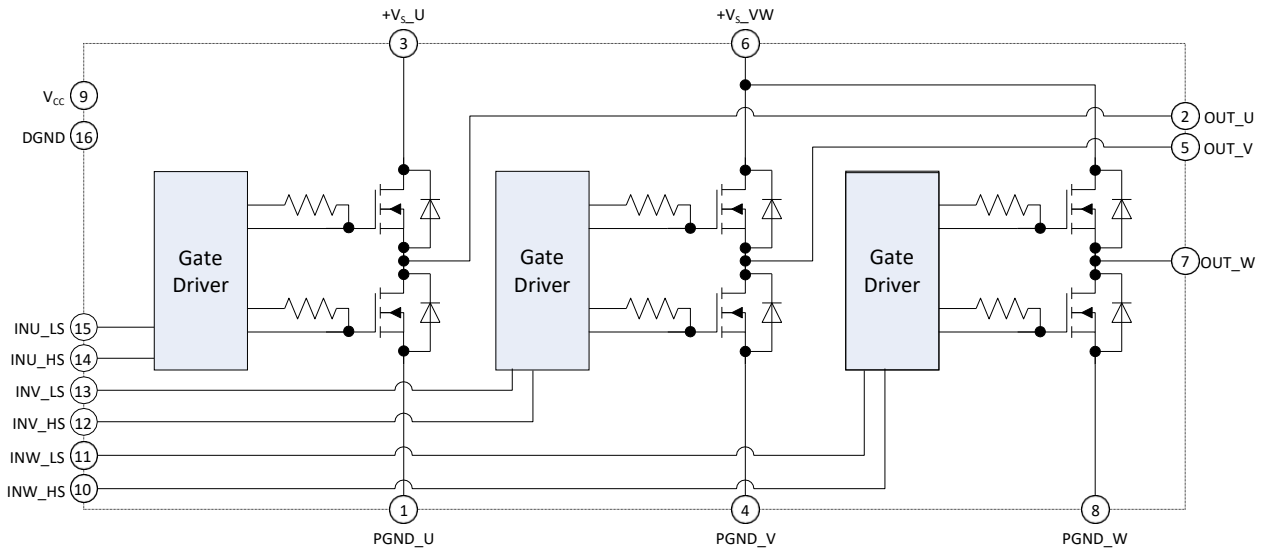 +Vs_U
3
+Vs_VW
6
Vcc 9
DGND 16
2 OUT_U
5 OUT_V
Gate
Driver
Gate
Driver
Gate
Driver
7 OUT_W
INU_LS 15
INU_HS 14
INV_LS 13
INV_HS 12
INW_LS 11
INW_HS 10
1
PGND_U
4
PGND_V
8
PGND_W